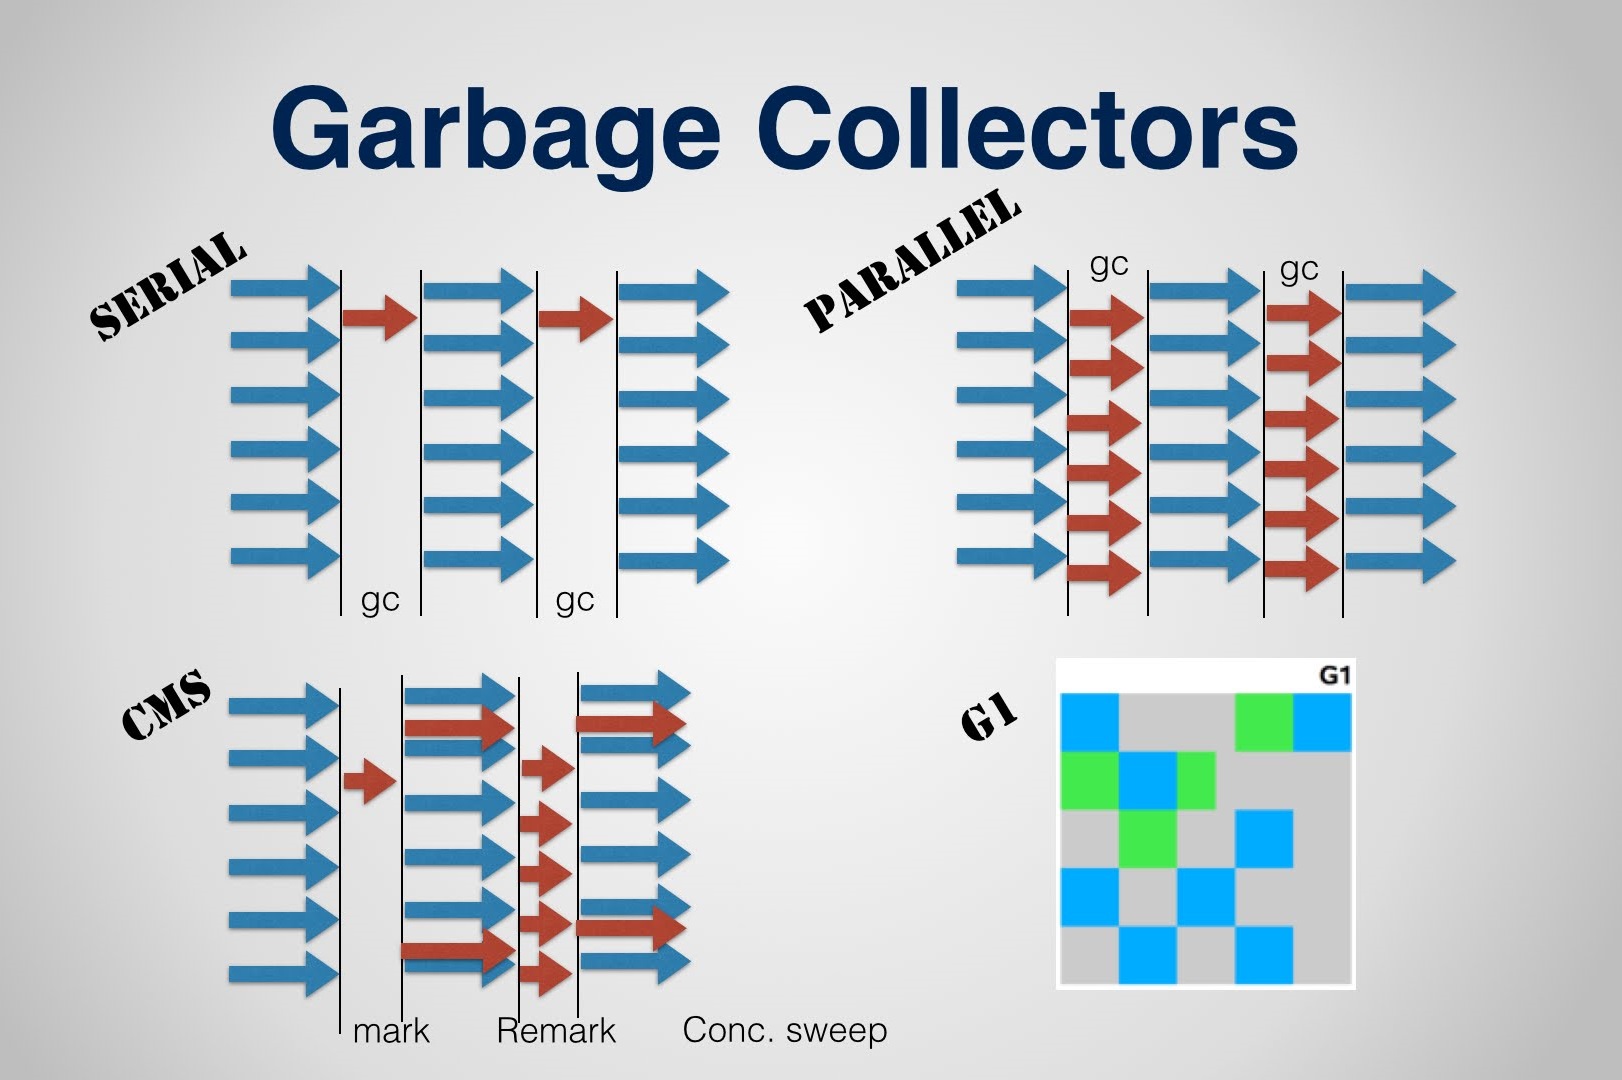 Garbage Collectors
SERIAL
gc
gc
PARALLEL
gc
gc
CMS
mark
Remark
Conc. sweep
G1
G1